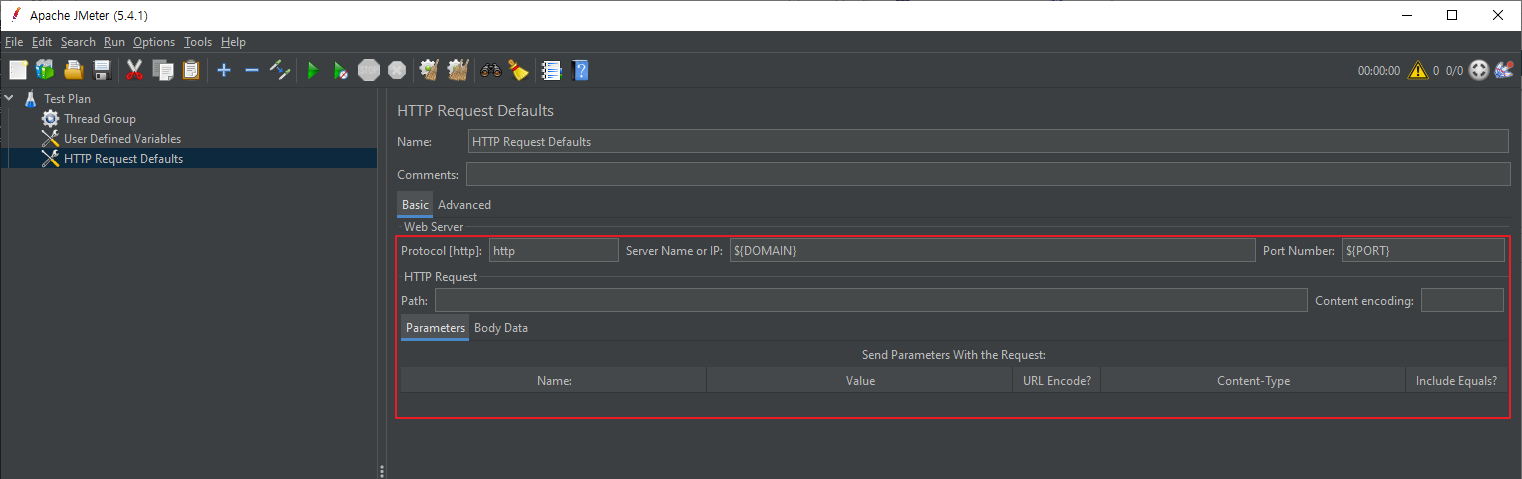 Apache JMeter (5.4.1)
File Edit Search Run Options Tools Help
00:00:00 0 0/0
Test Plan
Thread Group
User Defined Variables
HTTP Request Defaults
HTTP Request Defaults
Name: HTTP Request Defaults
Comments:
Basic Advanced
Web Server
Protocol [http]: http Server Name or IP: ${DOMAIN} Port Number: ${PORT}
HTTP Request
Path: Content encoding:
Parameters Body Data
Send Parameters With the Request:
Name: Value URL Encode? Content-Type Include Equals?